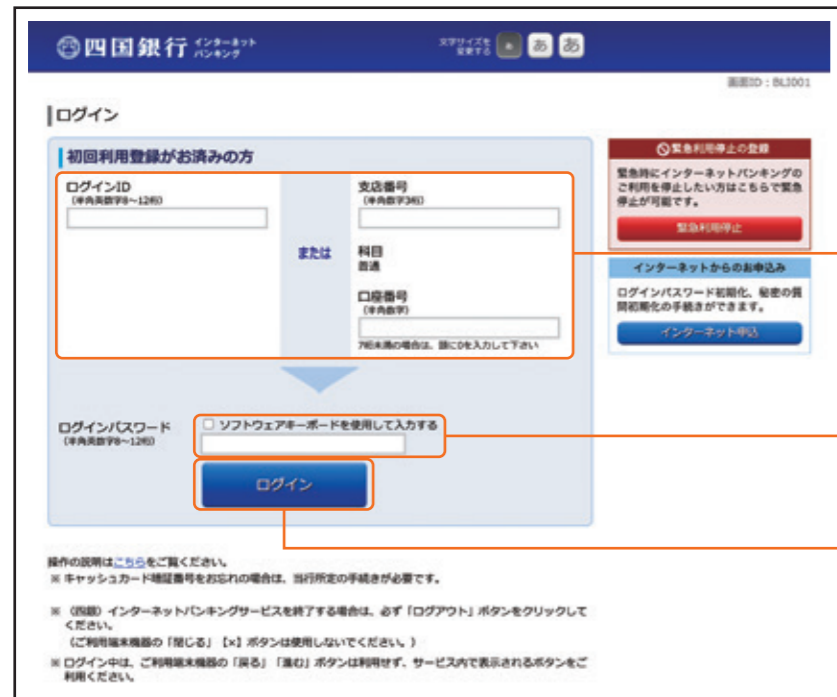 四国銀行 インターネット
バンキング
文字サイズを
変更する
あ あ あ
画面ID：BLI001
ログイン
初回利用登録がお済みの方
ログインID
（半角英数字8～12桁）
または
支店番号
（半角数字3桁）
科目
普通
口座番号
（半角数字）
7桁未満の場合は、頭に0を入力して下さい
ログインパスワード
（半角英数字8～12桁）
ソフトウェアキーボードを使用して入力する
ログイン
緊急利用停止の登録
緊急時にインターネットバンキングの
ご利用を停止したい方はこちらで緊急
停止が可能です。
緊急利用停止
インターネットからのお申込み
ログインパスワード初期化、秘密の質
問初期化の手続きができます。
インターネット申込
操作の説明はこちらをご覧ください。
※ キャッシュカード暗証番号をお忘れの場合は、当行所定の手続きが必要です。
※ （四銀）インターネットバンキングサービスを終了する場合は、必ず「ログアウト」ボタンをクリックして
ください。
（ご利用端末機器の「閉じる」【×】ボタンは使用しないでください。）
※ ログイン中は、ご利用端末機器の「戻る」「進む」ボタンは利用せず、サービス内で表示されるボタンをご
利用ください。